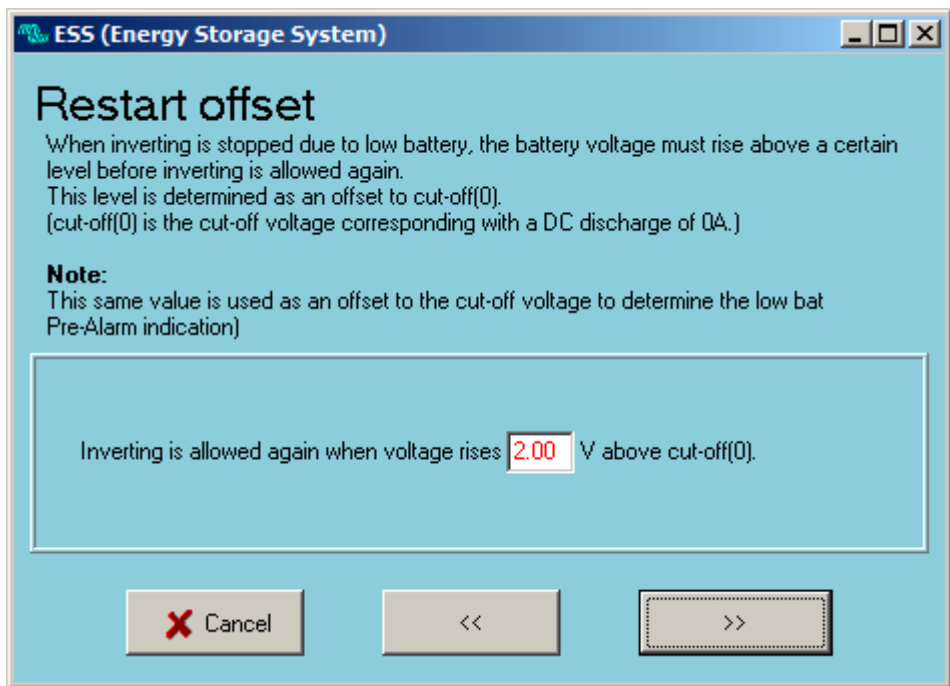 ESS (Energy Storage System)
Restart offset
When inverting is stopped due to low battery, the battery voltage must rise above a certain
level before inverting is allowed again.
This level is determined as an offset to cut-off(0).
(cut-off(0) is the cut-off voltage corresponding with a DC discharge of 0A.)
Note:
This same value is used as an offset to the cut-off voltage to determine the low bat
Pre-Alarm indication)
Inverting is allowed again when voltage rises 2.00 V above cut-off(0).
Cancel << >>